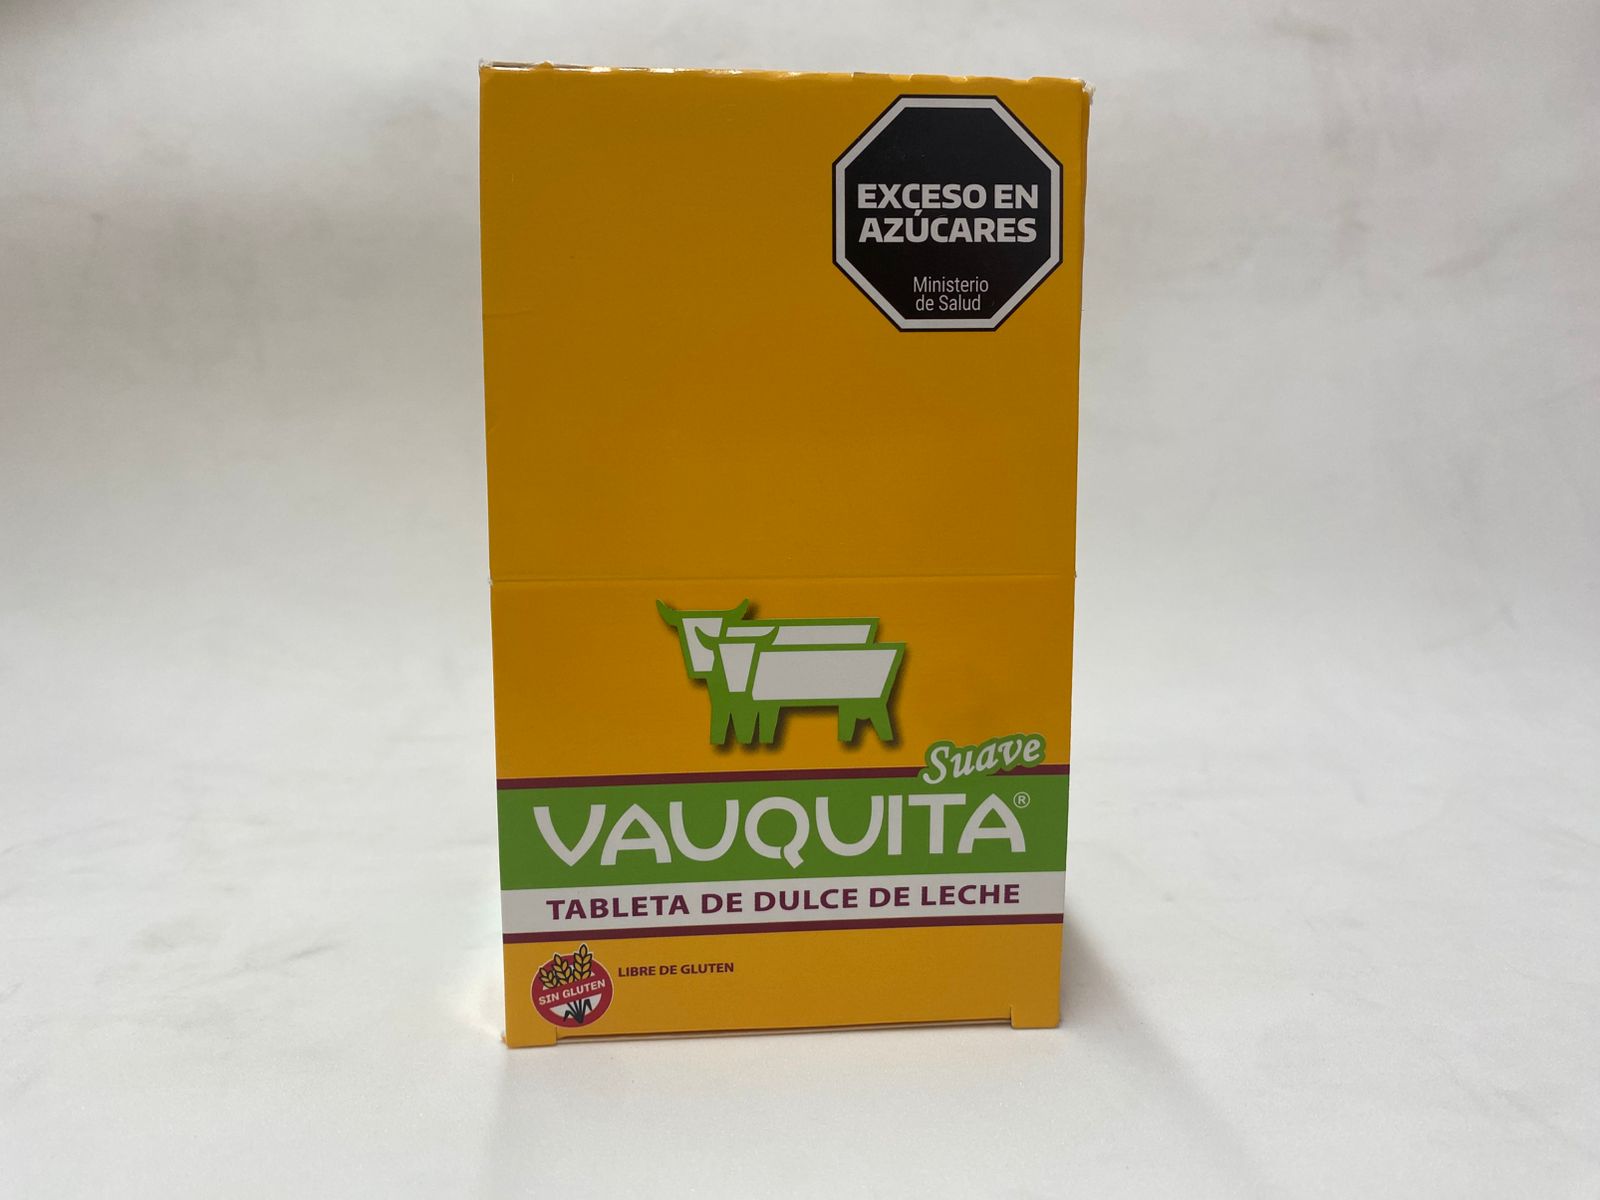 EXCESO EN
AZÚCARES
Ministerio
de Salud
Suave
VAUQUITA®
TABLETA DE DULCE DE LECHE
SIN GLUTEN
LIBRE DE GLUTEN